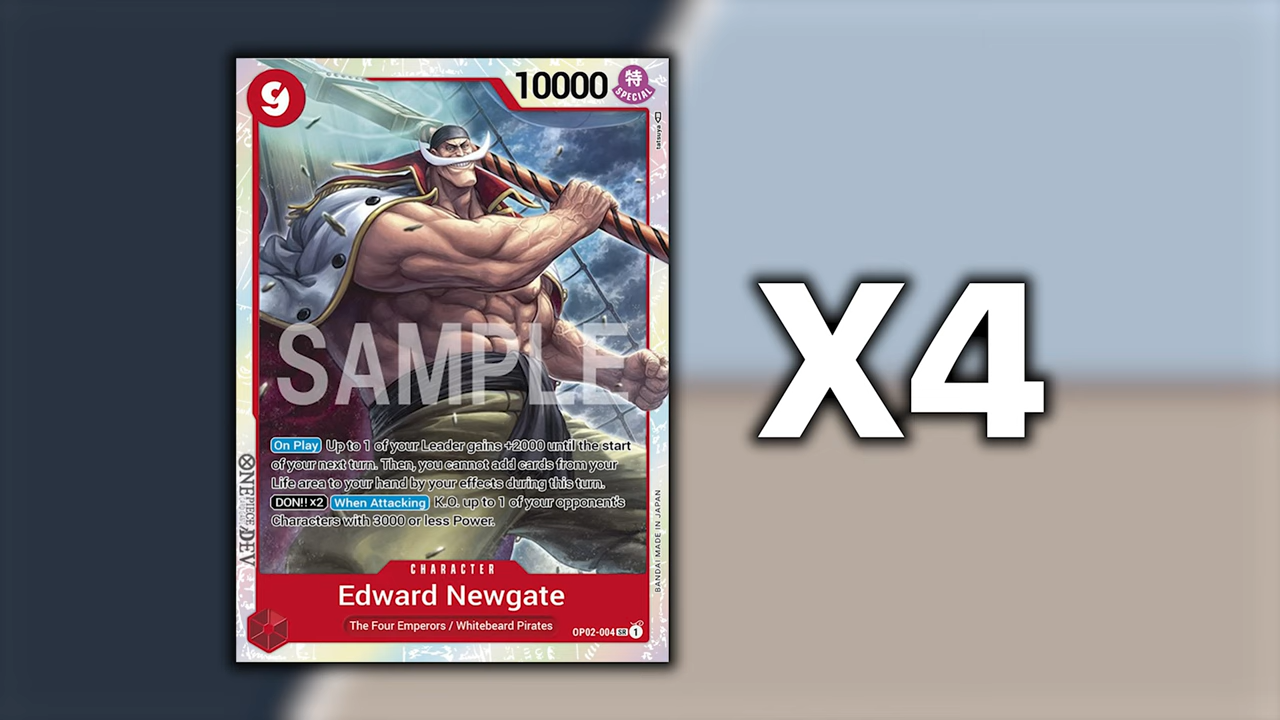 9
10000
特
SPECIAL
tatsuya
X4
SAMPLE
On Play Up to 1 of your Leader gains +2000 until the start
of your next turn. Then, you cannot add cards from your
Life area to your hand by your effects during this turn.
DON!! x2 When Attacking K.O. up to 1 of your opponent's
Characters with 3000 or less Power.
BANDAI MADE IN JAPAN
CHARACTER
Edward Newgate
The Four Emperors / Whitebeard Pirates
OP02-004 SR 1